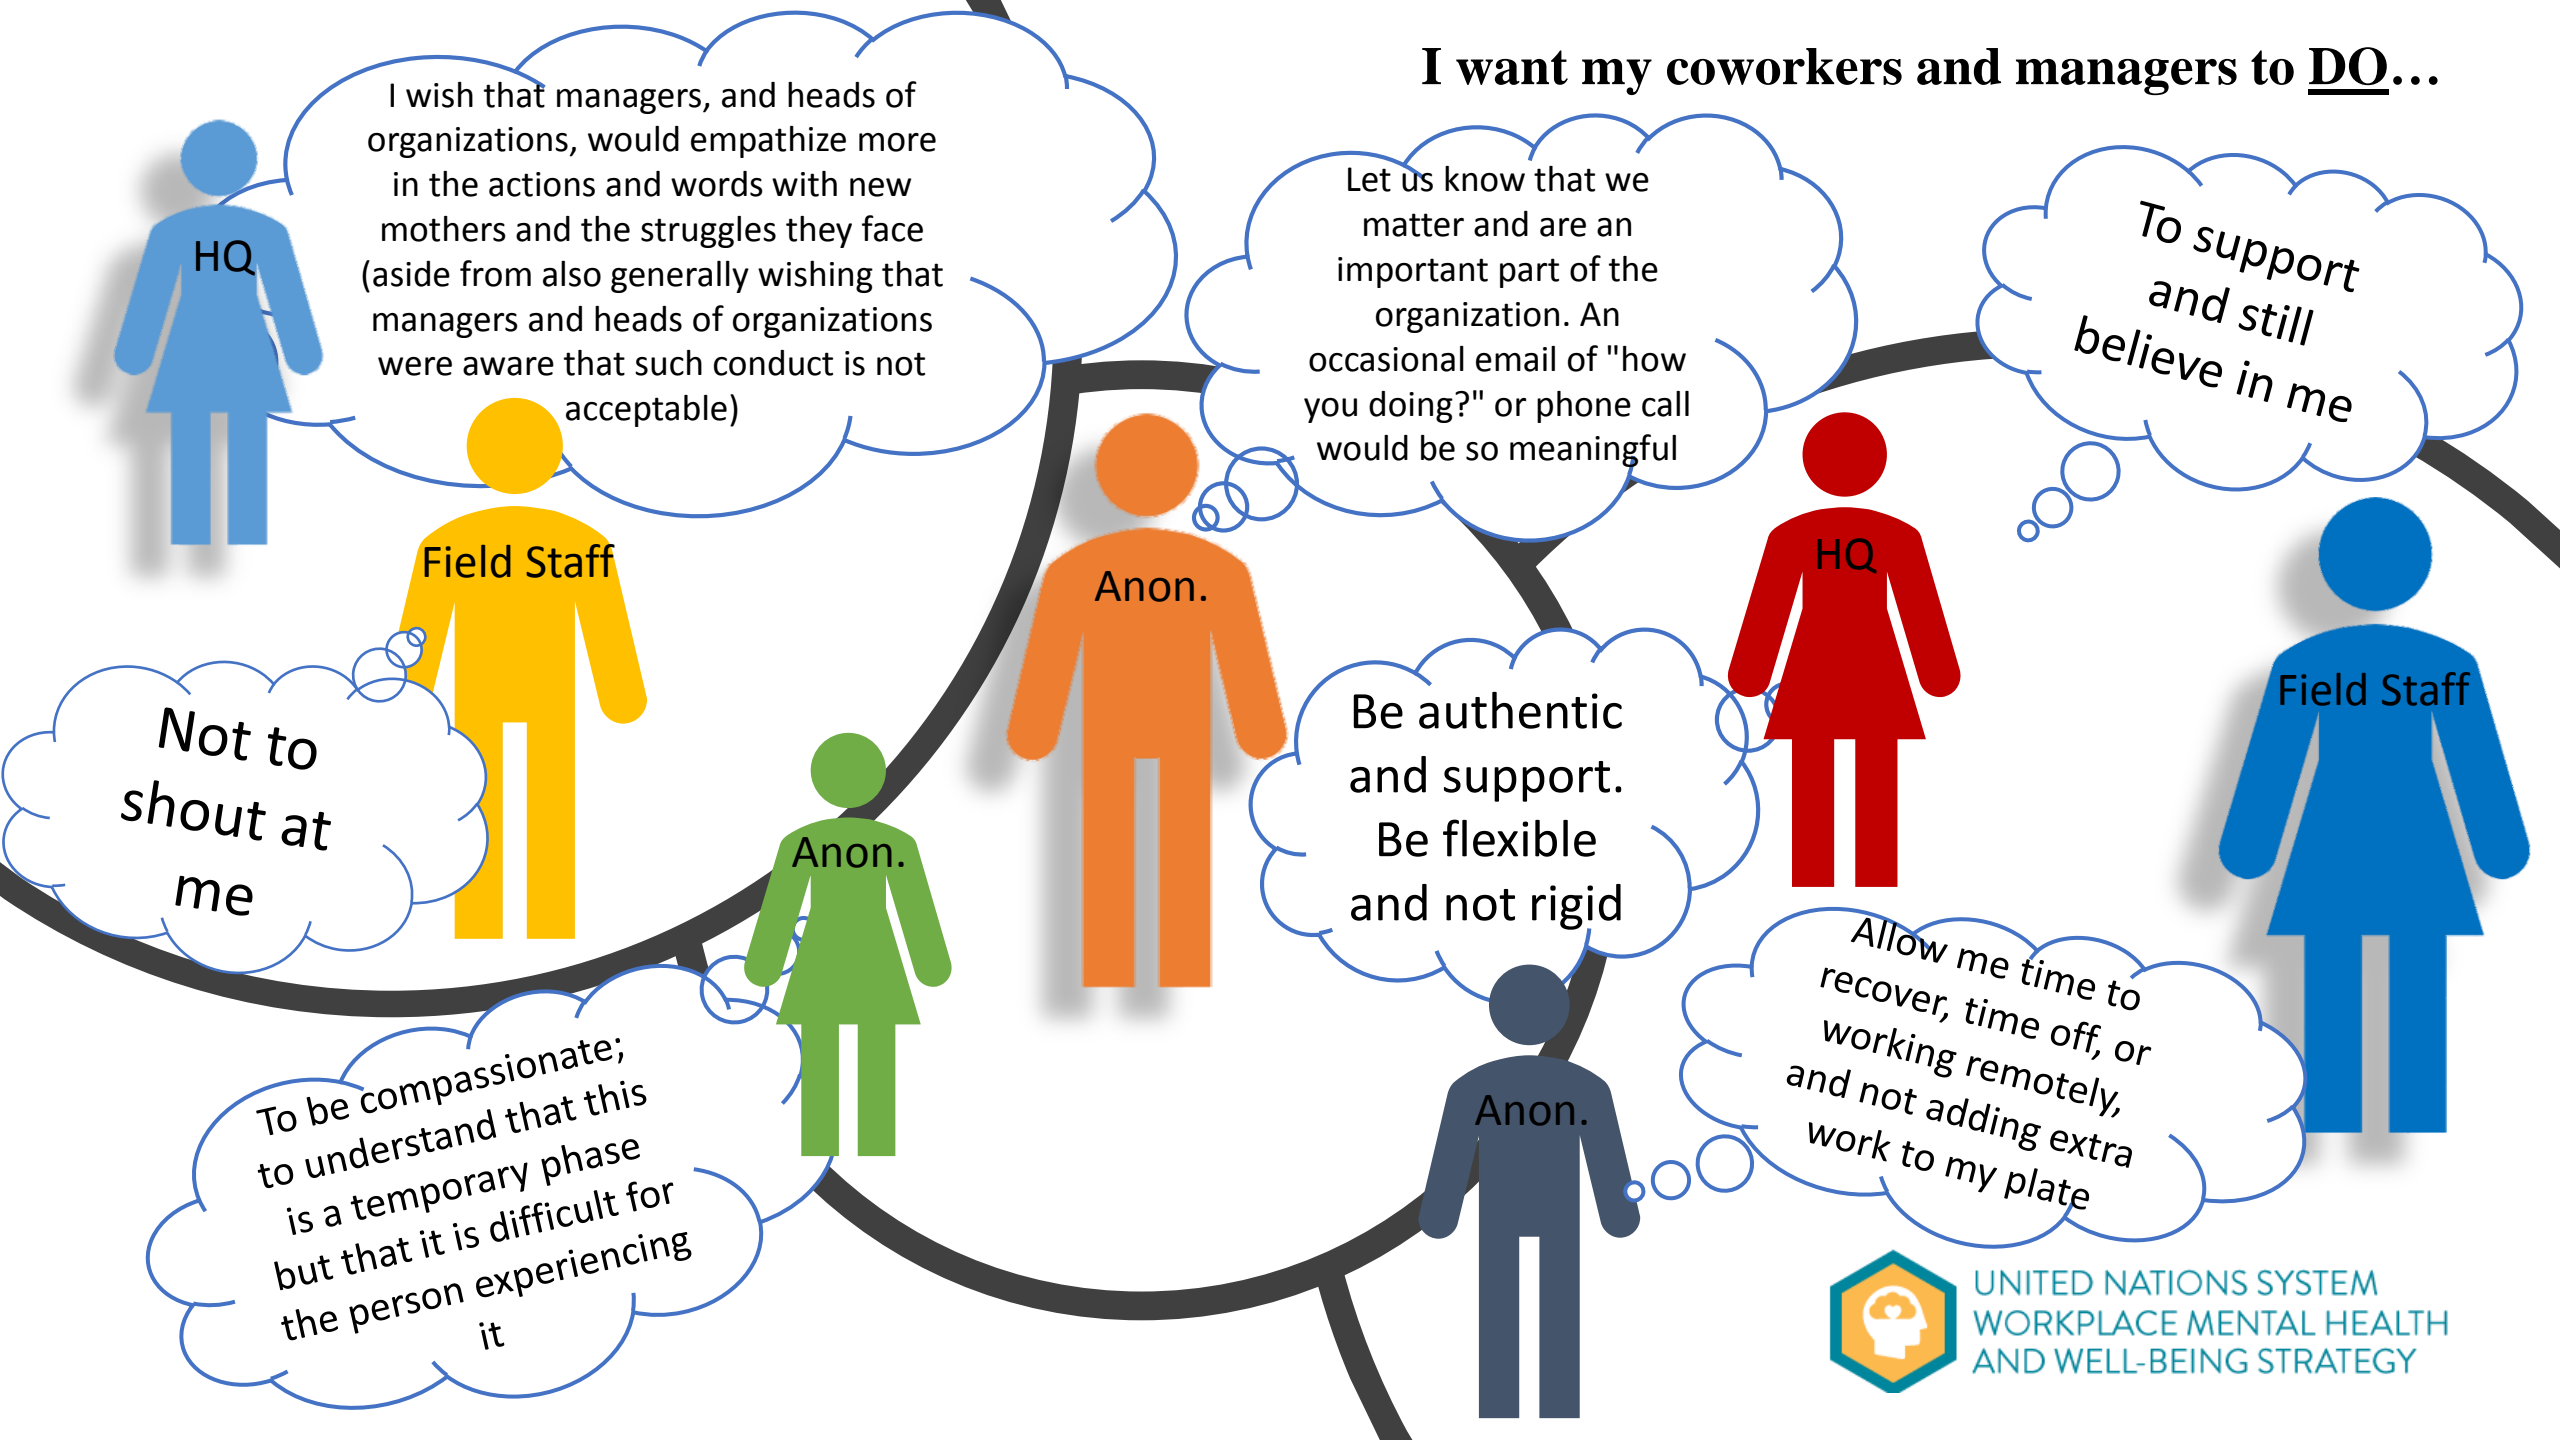 I want my coworkers and managers to DO...
I wish that managers, and heads of
organizations, would empathize more
in the actions and words with new
mothers and the struggles they face
(aside from also generally wishing that
managers and heads of organizations
were aware that such conduct is not
acceptable)
HQ
Let us know that we
matter and are an
important part of the
organization. An
occasional email of "how
you doing?" or phone call
would be so meaningful
Anon.
To support
and still
believe in me
Field Staff
Field Staff
Not to
shout at
me
HQ
Be authentic
and support.
Be flexible
and not rigid
Anon.
To be compassionate;
to understand that this
is a temporary phase
but that it is difficult for
the person experiencing
it
Anon.
Allow me time to
recover, time off, or
working remotely,
and not adding extra
work to my plate
UNITED NATIONS SYSTEM
WORKPLACE MENTAL HEALTH
AND WELL-BEING STRATEGY